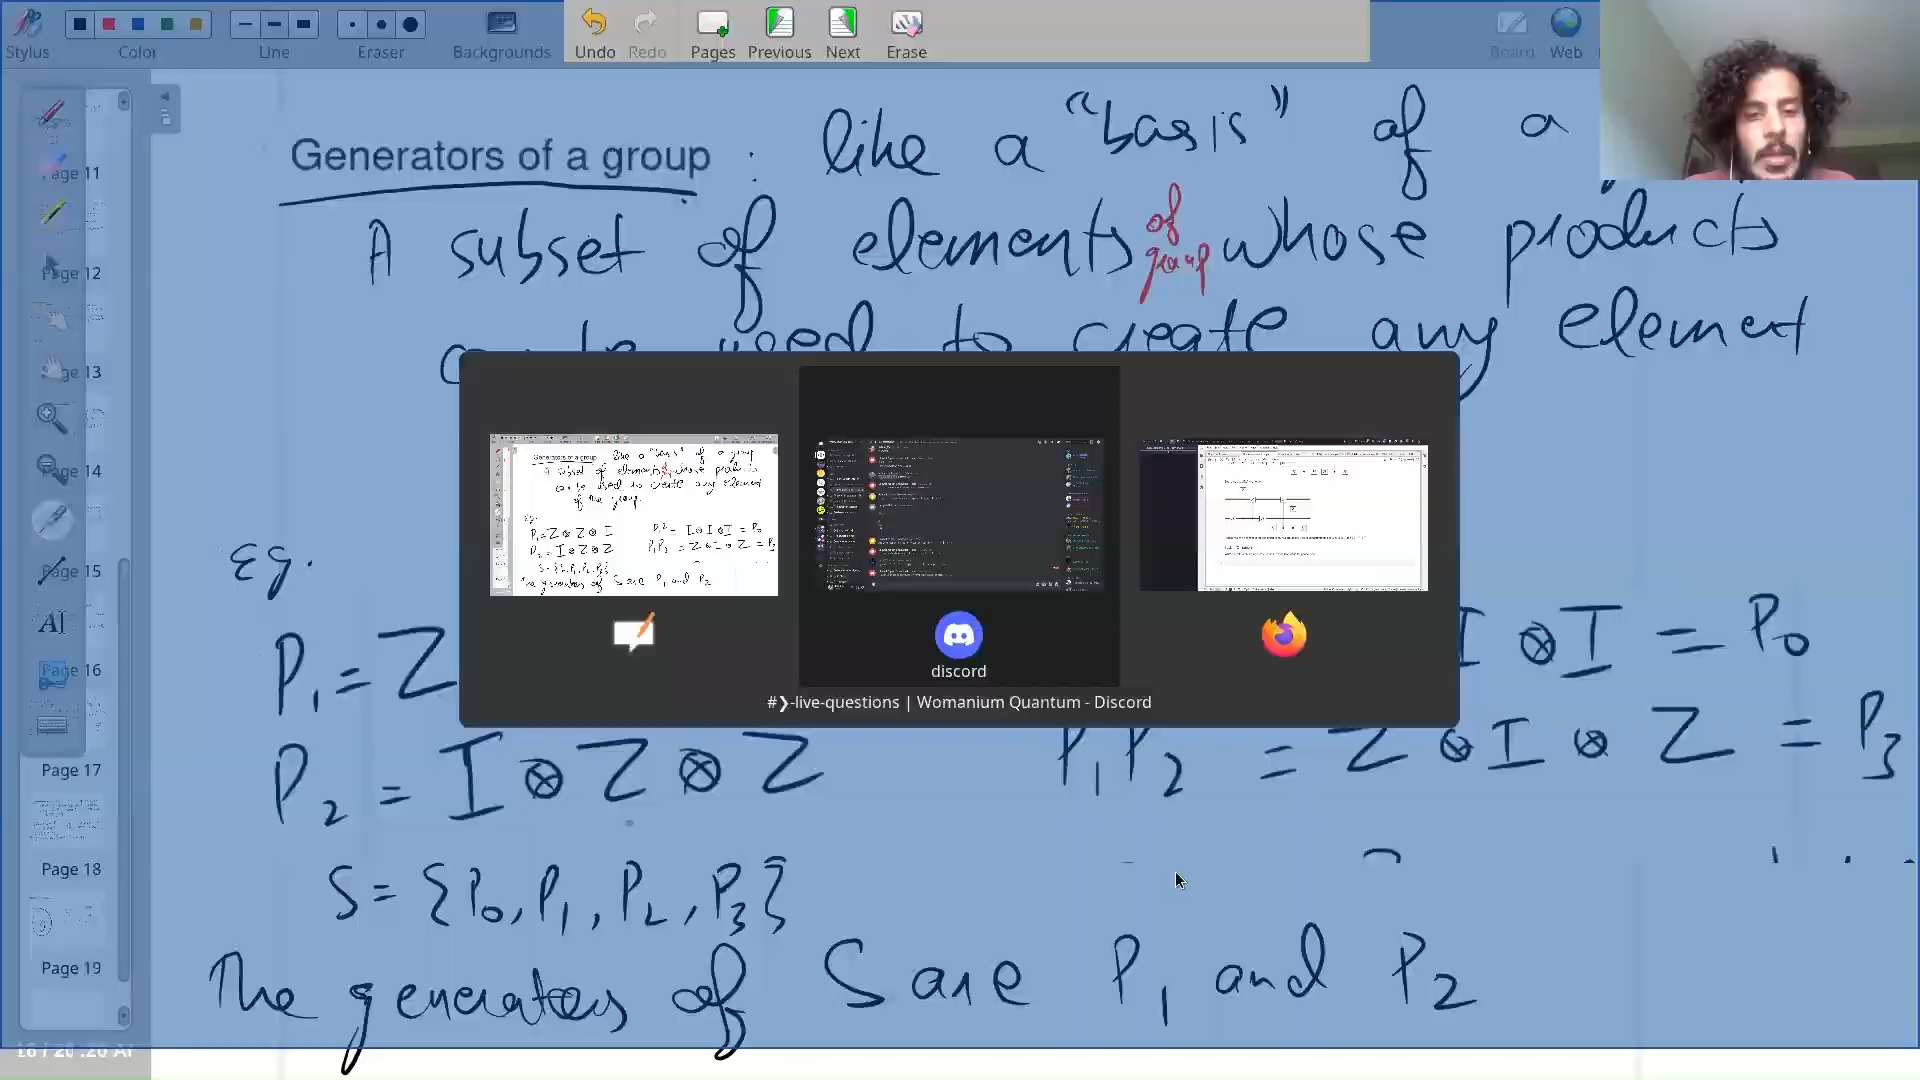 Stylus Color Line Eraser Backgrounds Undo Redo Pages Previous Next Erase Board Web
Generators of a group : like a "basis" of a
A subset of elements of group whose products
used to create any element
Eg.
discord
#❯-live-questions | Womanium Quantum - Discord
P₁ = Z
I ⊗ I = P₀
P₂ = I ⊗ Z ⊗ Z
P₁P₂ = Z ⊗ I ⊗ Z = P₃
S = {P₀, P₁, P₂, P₃}
The generators of S are P₁ and P₂
Page 11
Page 12
Page 13
Page 14
Page 15
Page 16
Page 17
Page 18
Page 19